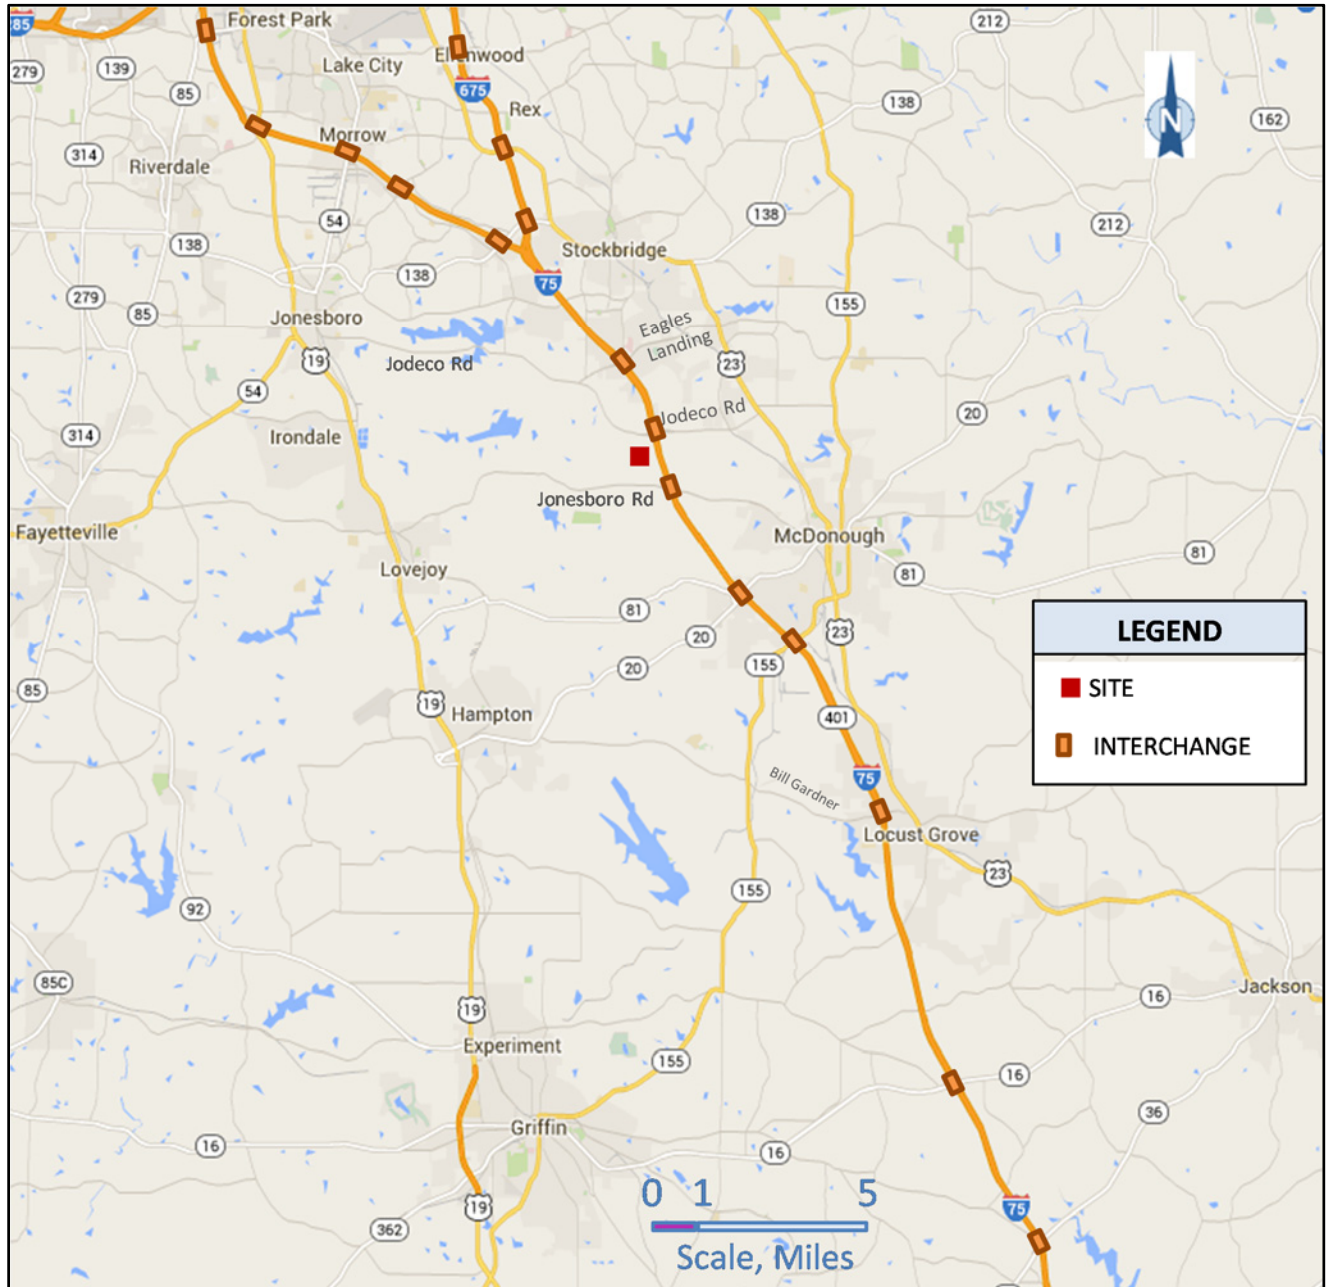 85
Forest Park
212
Ellenwood
Lake City
279
139
675
85
Rex
138
N
162
Morrow
314
Riverdale
54
138
212
138
Stockbridge
138
75
279
85
155
Jonesboro
Eagles
Landing
Jodeco Rd
19
23
54
Jodeco Rd
20
314
Irondale
Jonesboro Rd
Fayetteville
McDonough
81
Lovejoy
81
81
LEGEND
20
23
20
155
SITE
85
19
Hampton
401
INTERCHANGE
75
Bill Gardner
Locust Grove
23
155
92
85C
Jackson
16
19
Experiment
155
16
36
Griffin
16
16
0 1 5
75
19
362
Scale, Miles